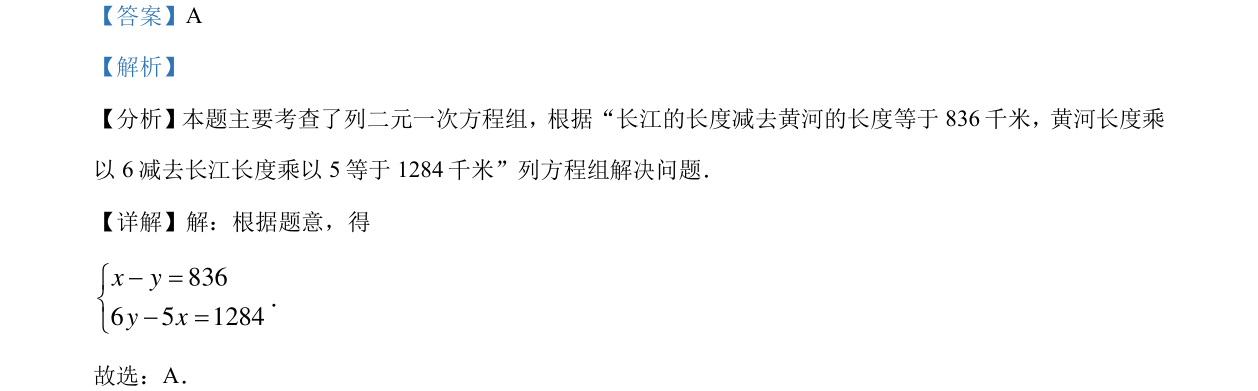 【答案】A
【解析】
【分析】本题主要考查了列二元一次方程组，根据“长江的长度减去黄河的长度等于 836 千米，黄河长度乘
以 6 减去长江长度乘以 5 等于 1284 千米”列方程组解决问题．
【详解】解：根据题意，得
{x − y = 836
6y − 5x = 1284．
故选：A．